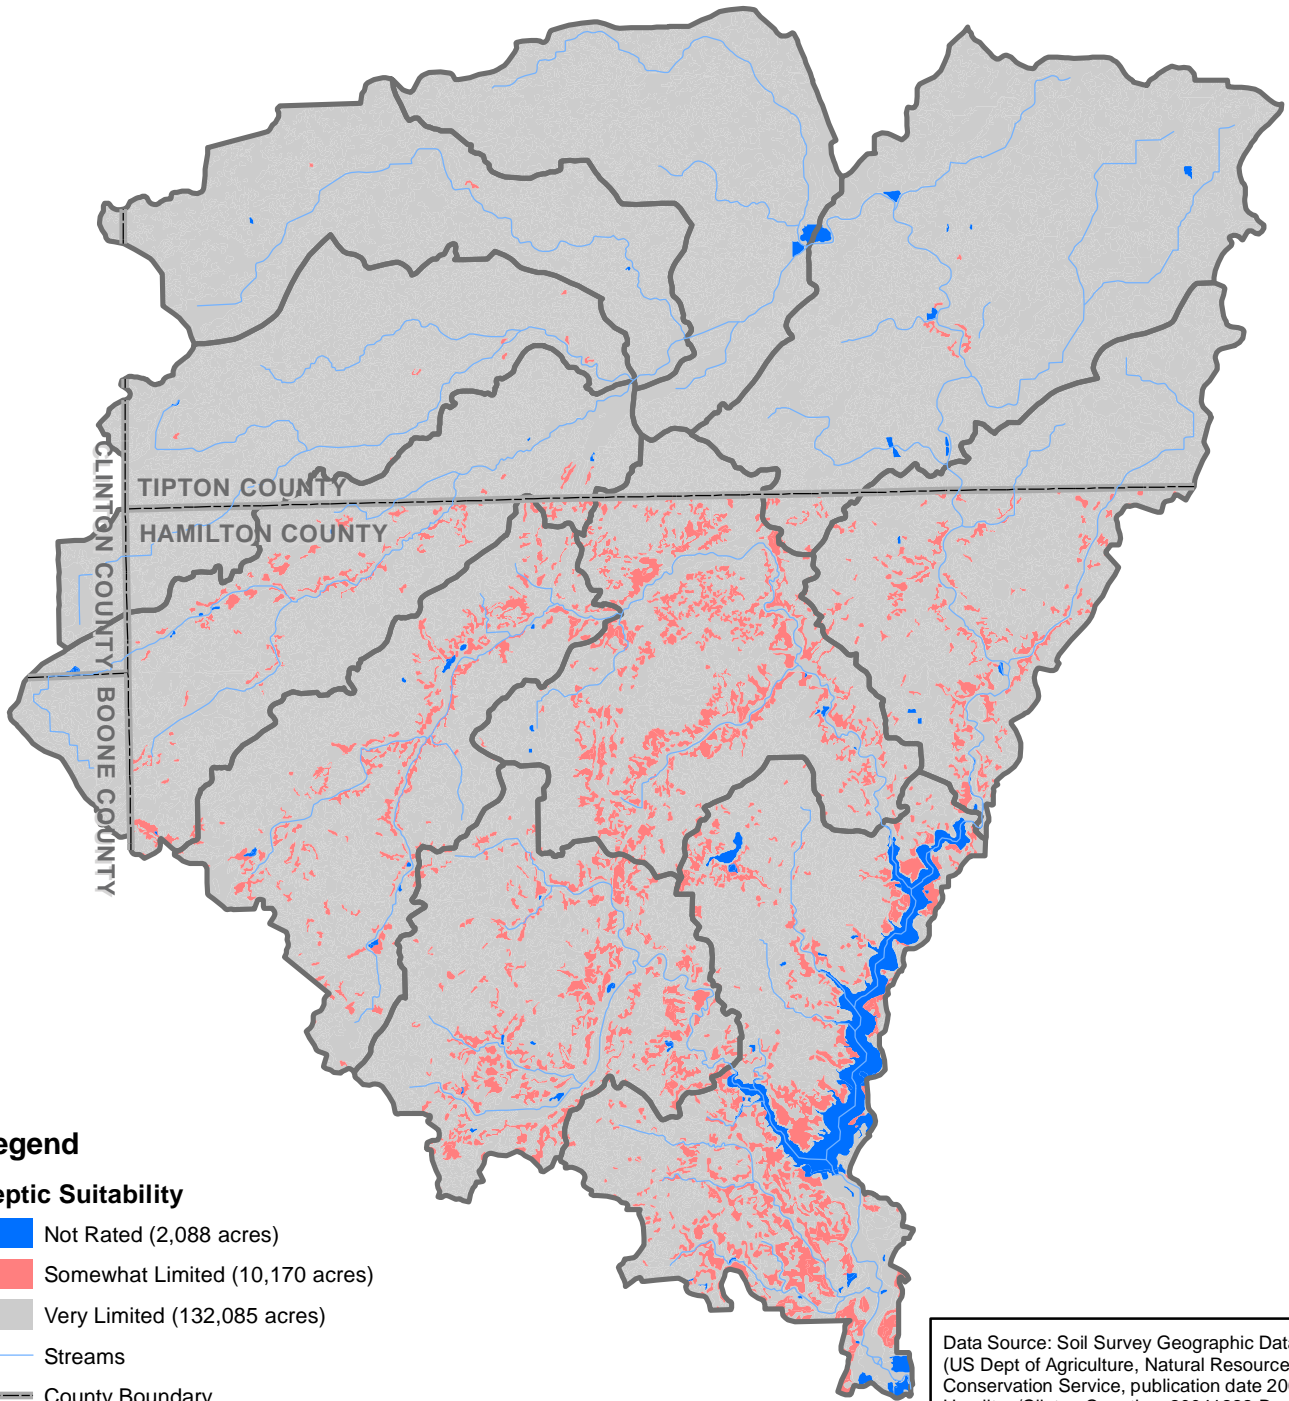 TIPTON COUNTY
HAMILTON COUNTY
CLINTON COUNTY
BOONE COUNTY
egend
eptic Suitability
Not Rated (2,088 acres)
Somewhat Limited (10,170 acres)
Very Limited (132,085 acres)
Streams
County Boundary
Data Source: Soil Survey Geographic Data
(US Dept of Agriculture, Natural Resource
Conservation Service, publication date 20